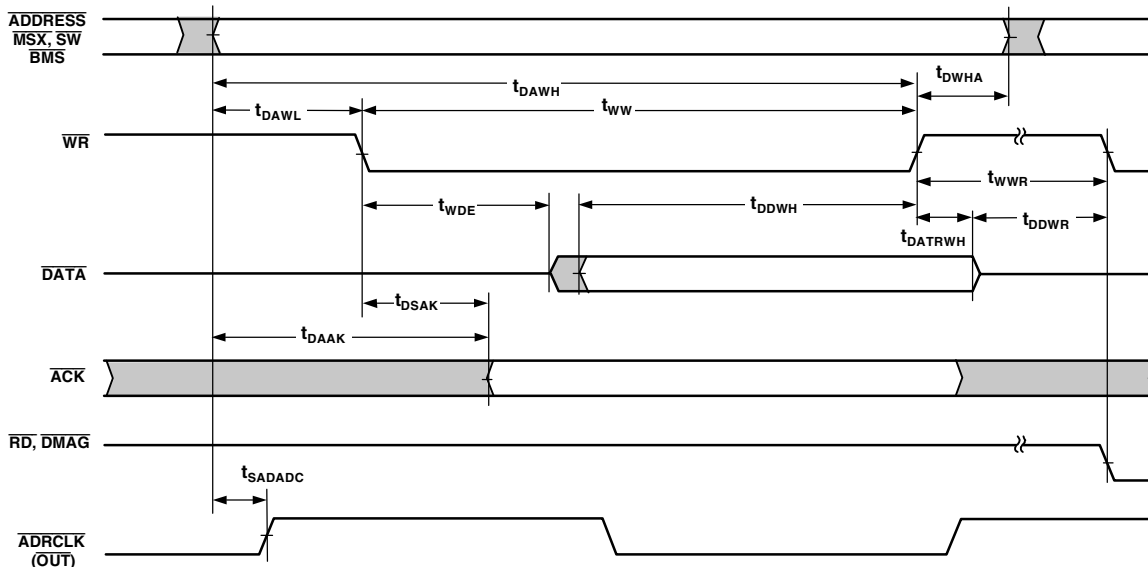 ADDRESS
MSX, SW
BMS
tDAWH
tDWHA
tDAWL
tWW
WR
tWWR
tWDE
tDDWH
tDATRWH
tDDWR
DATA
tDSAK
tDAAK
ACK
RD, DMAG
tSADADC
ADRCLK
(OUT)